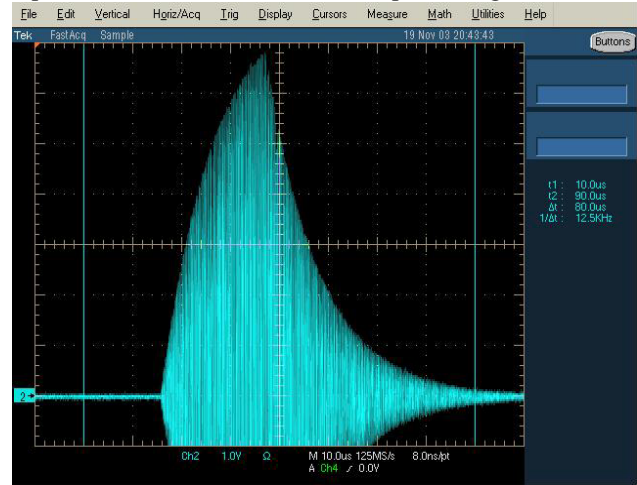 File Edit Vertical Horiz/Acq Trig Display Cursors Measure Math Utilities Help
Tek FastAcq Sample 19 Nov 03 20:43:43
Buttons
t1 : 10.0us
t2 : 90.0us
Δt : 80.0us
1/Δt : 12.5KHz
2
Ch2 1.0V Ω M 10.0us 125MS/s 8.0ns/pt
A Ch4 ⁄ 0.0V